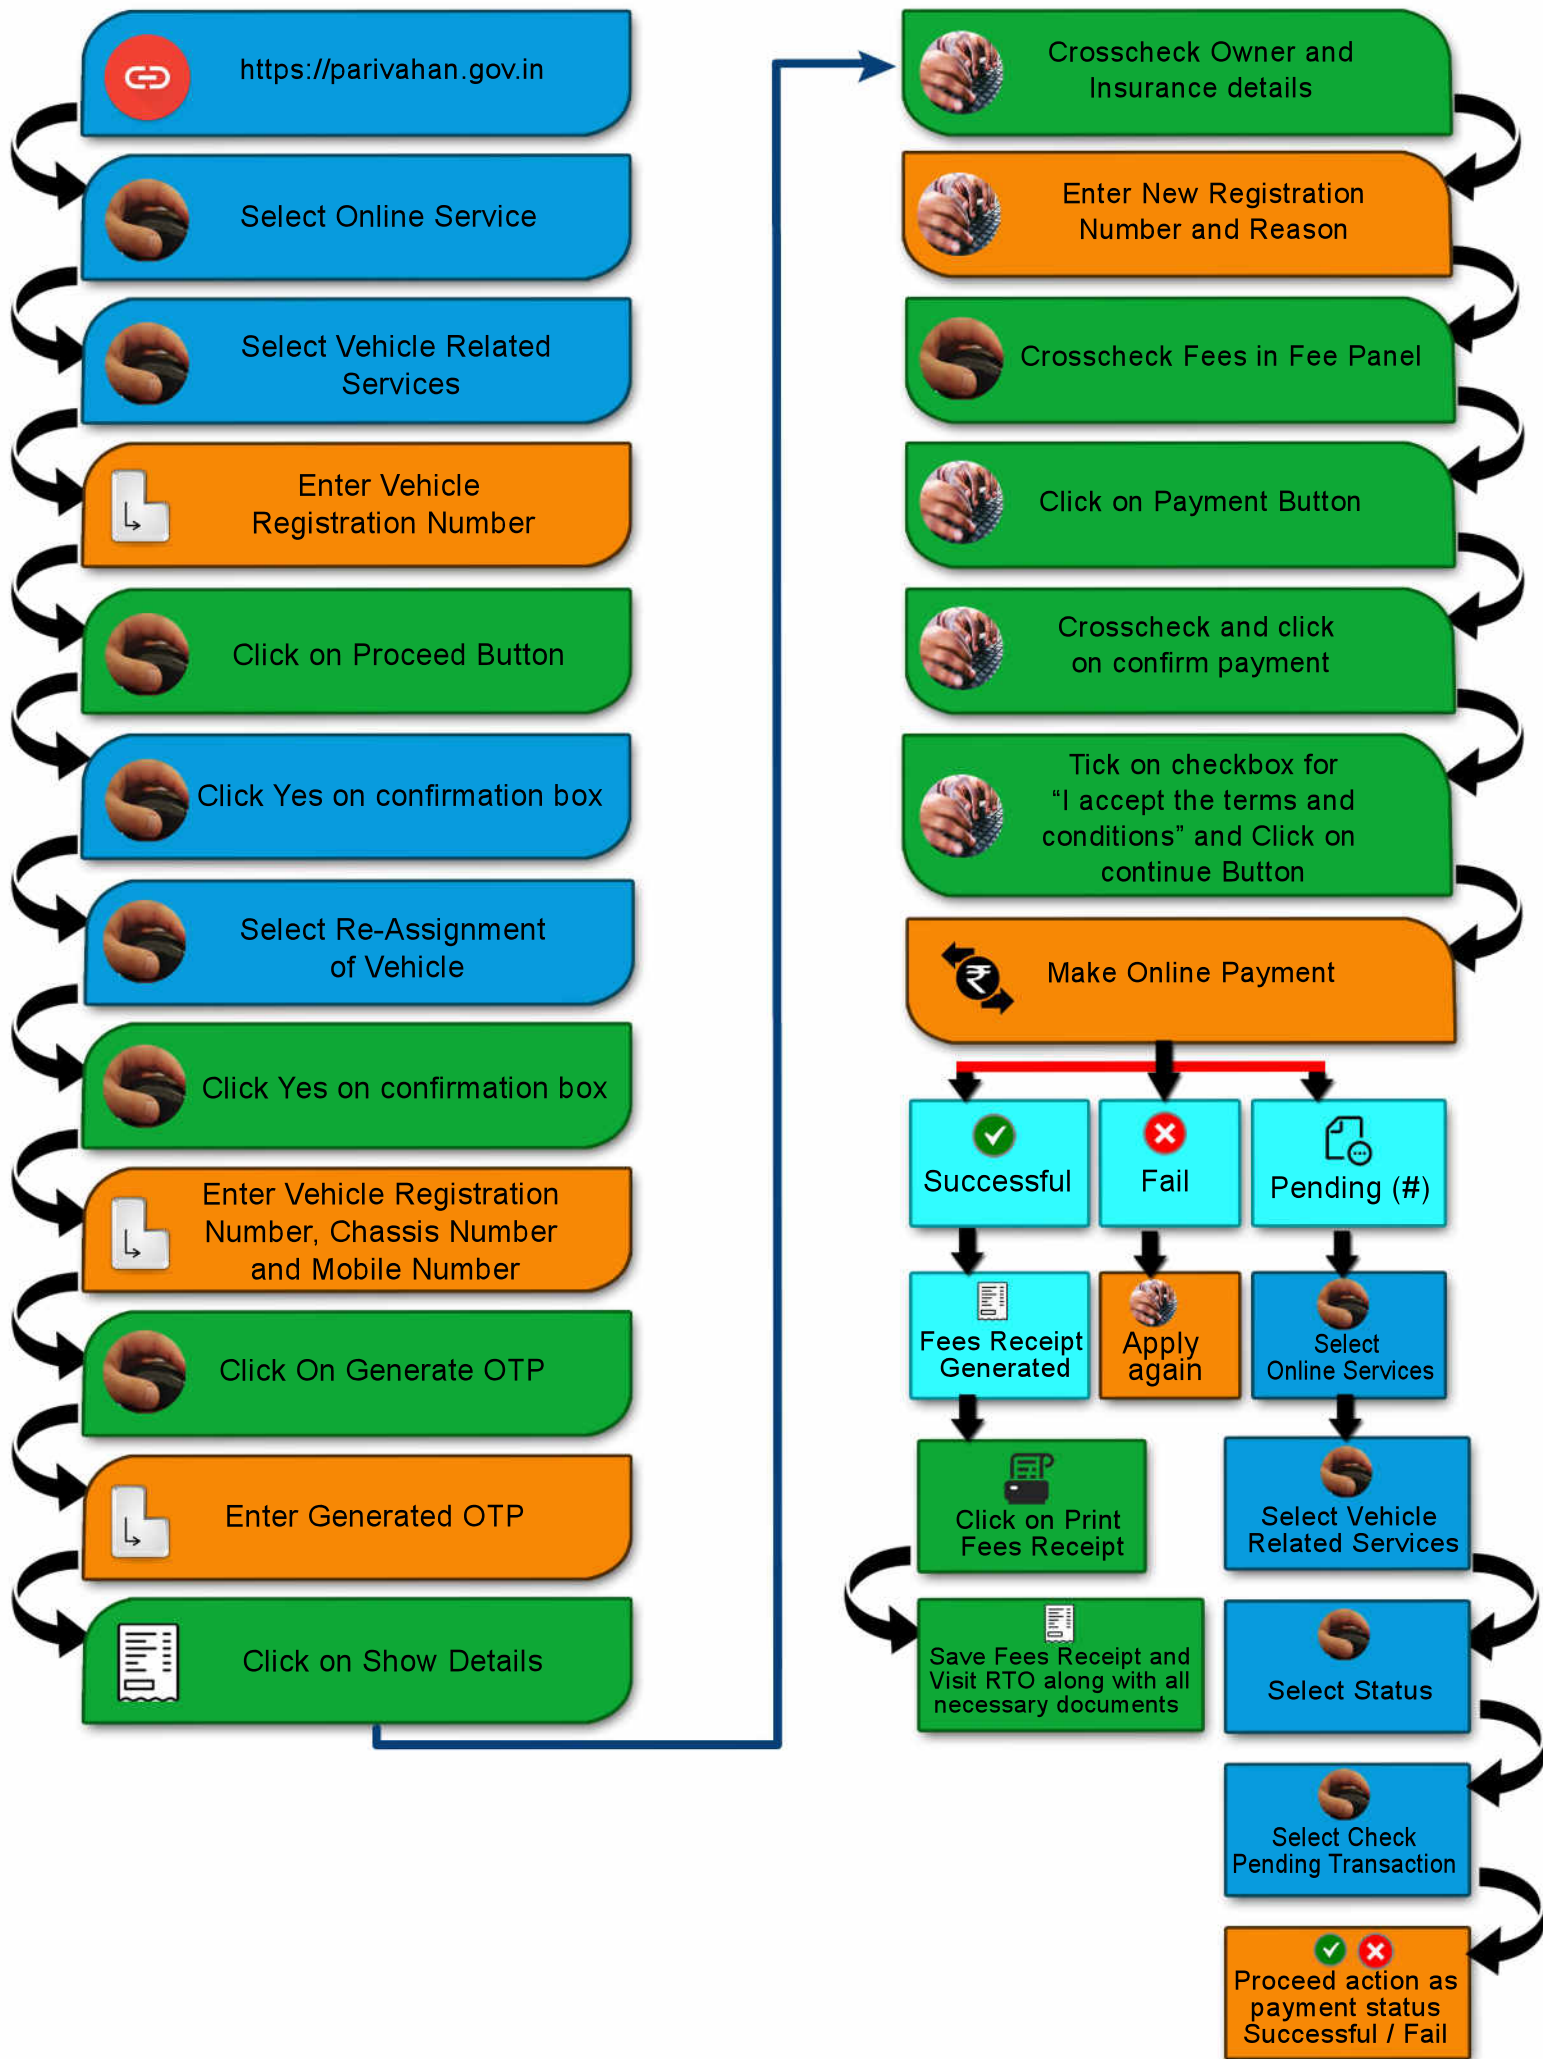 https://parivahan.gov.in
Select Online Service
Select Vehicle Related
Services
Enter Vehicle
Registration Number
Click on Proceed Button
Click Yes on confirmation box
Select Re-Assignment
of Vehicle
Click Yes on confirmation box
Enter Vehicle Registration
Number, Chassis Number
and Mobile Number
Click On Generate OTP
Enter Generated OTP
Click on Show Details
Crosscheck Owner and
Insurance details
Enter New Registration
Number and Reason
Crosscheck Fees in Fee Panel
Click on Payment Button
Crosscheck and click
on confirm payment
Tick on checkbox for
“I accept the terms and
conditions” and Click on
continue Button
₹
Make Online Payment
Successful
Fail
Pending (#)
Fees Receipt
Generated
Apply
again
Select
Online Services
Click on Print
Fees Receipt
Select Vehicle
Related Services
Save Fees Receipt and
Visit RTO along with all
necessary documents
Select Status
Select Check
Pending Transaction
Proceed action as
payment status
Successful / Fail